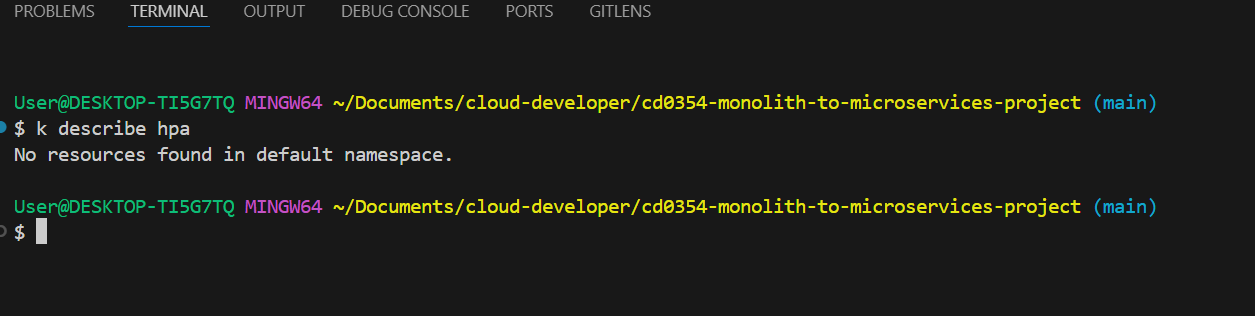 PROBLEMS TERMINAL OUTPUT DEBUG CONSOLE PORTS GITLENS
User@DESKTOP-TI5G7TQ MINGW64 ~/Documents/cloud-developer/cd0354-monolith-to-microservices-project (main)
$ k describe hpa
No resources found in default namespace.
User@DESKTOP-TI5G7TQ MINGW64 ~/Documents/cloud-developer/cd0354-monolith-to-microservices-project (main)
$